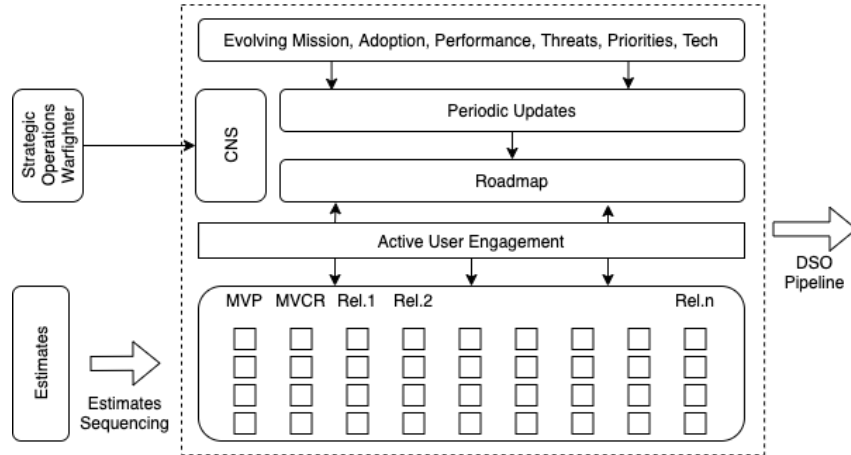 Evolving Mission, Adoption, Performance, Threats, Priorities, Tech
Strategic
Operations
Warfighter
CNS
Periodic Updates
Roadmap
Active User Engagement
DSO
Pipeline
MVP MVCR Rel.1 Rel.2 Rel.n
Estimates
Estimates
Sequencing